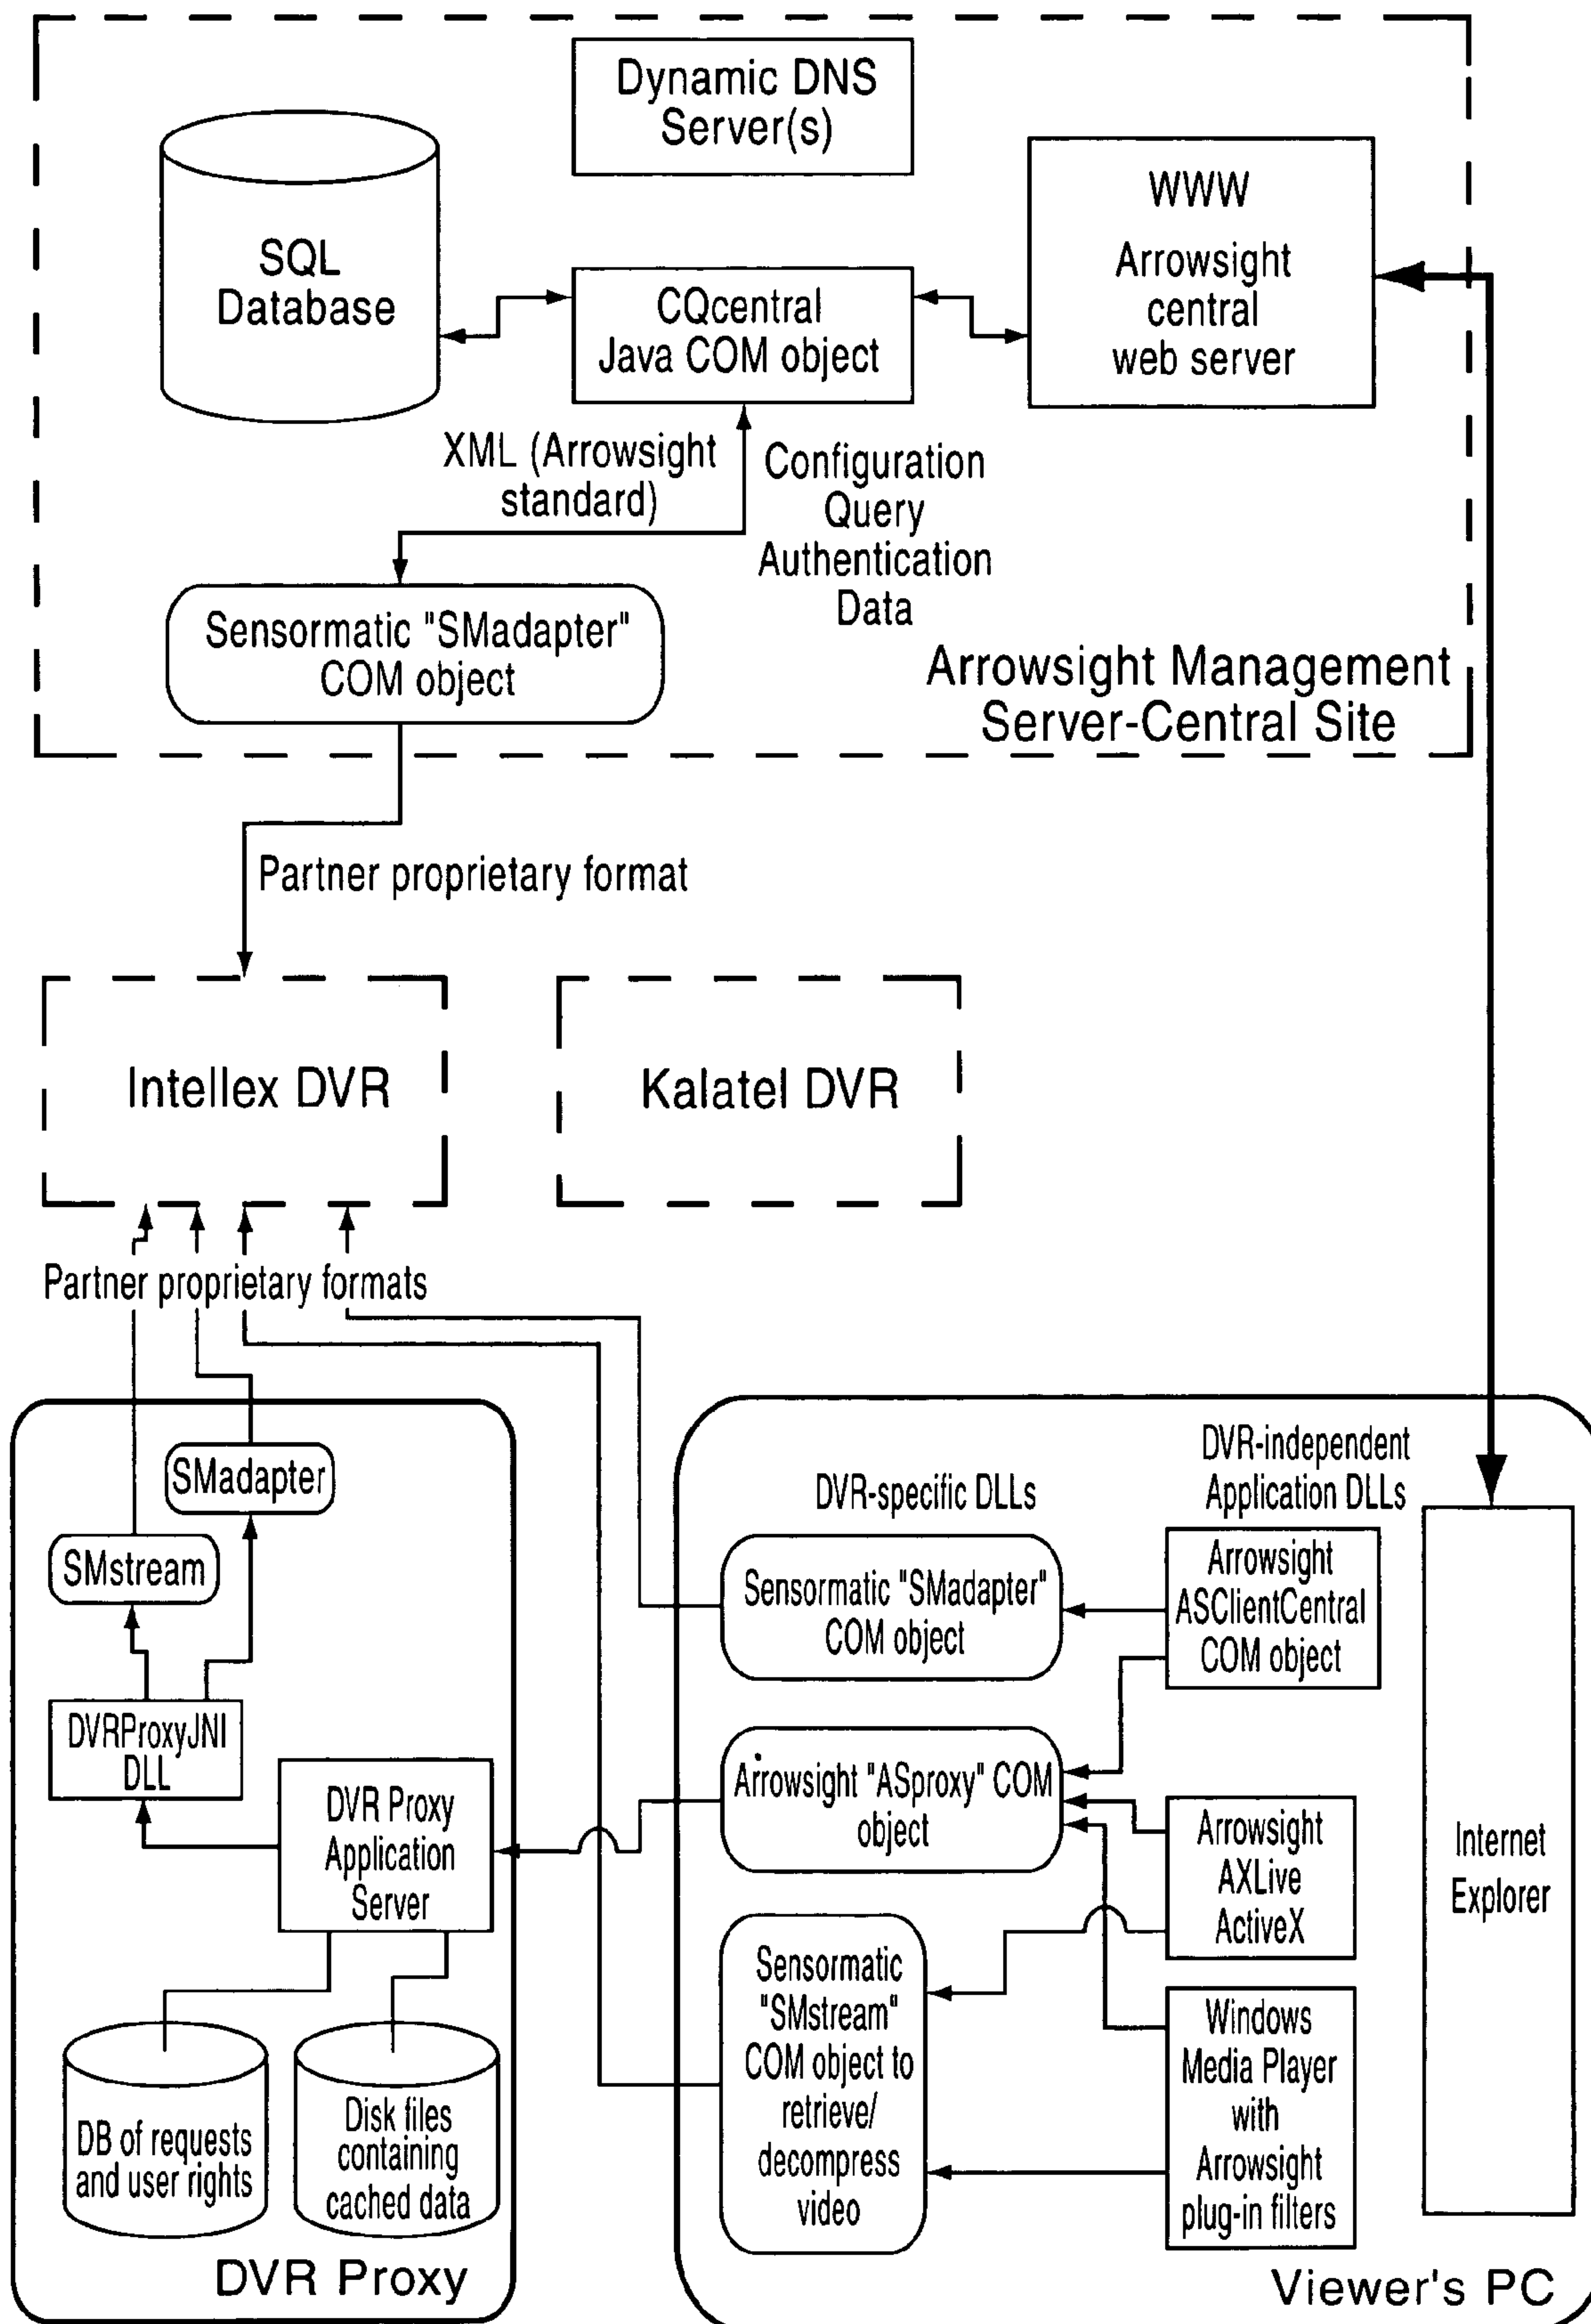 Dynamic DNS
Server(s)
SQL
Database
CQcentral
Java COM object
WWW
Arrowsight
central
web server
XML (Arrowsight
standard)
Configuration
Query
Authentication
Data
Sensormatic "SMadapter"
COM object
Arrowsight Management
Server-Central Site
Partner proprietary format
Intellex DVR
Kalatel DVR
Partner proprietary formats
SMadapter
SMstream
DVRProxyJNI
DLL
DVR Proxy
Application
Server
DB of requests
and user rights
Disk files
containing
cached data
DVR Proxy
DVR-specific DLLs
DVR-independent
Application DLLs
Sensormatic "SMadapter"
COM object
Arrowsight
ASClientCentral
COM object
Arrowsight "ASproxy" COM
object
Arrowsight
AXLive
ActiveX
Sensormatic
"SMstream"
COM object to
retrieve/
decompress
video
Windows
Media Player
with
Arrowsight
plug-in filters
Internet
Explorer
Viewer's PC